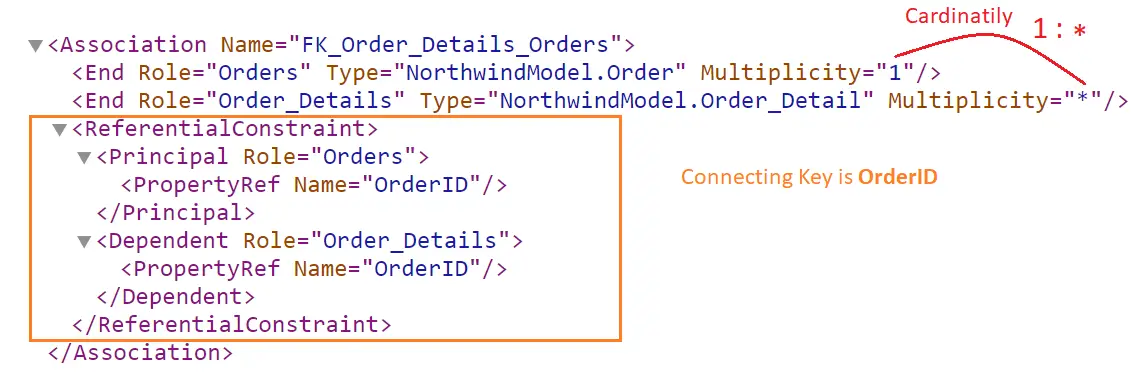 Cardinatily 1 : *
▼<Association Name="FK_Order_Details_Orders">
<End Role="Orders" Type="NorthwindModel.Order" Multiplicity="1"/>
<End Role="Order_Details" Type="NorthwindModel.Order_Detail" Multiplicity="*"/>
▼<ReferentialConstraint>
▼<Principal Role="Orders">
<PropertyRef Name="OrderID"/>
Connecting Key is OrderID
</Principal>
▼<Dependent Role="Order_Details">
<PropertyRef Name="OrderID"/>
</Dependent>
</ReferentialConstraint>
</Association>